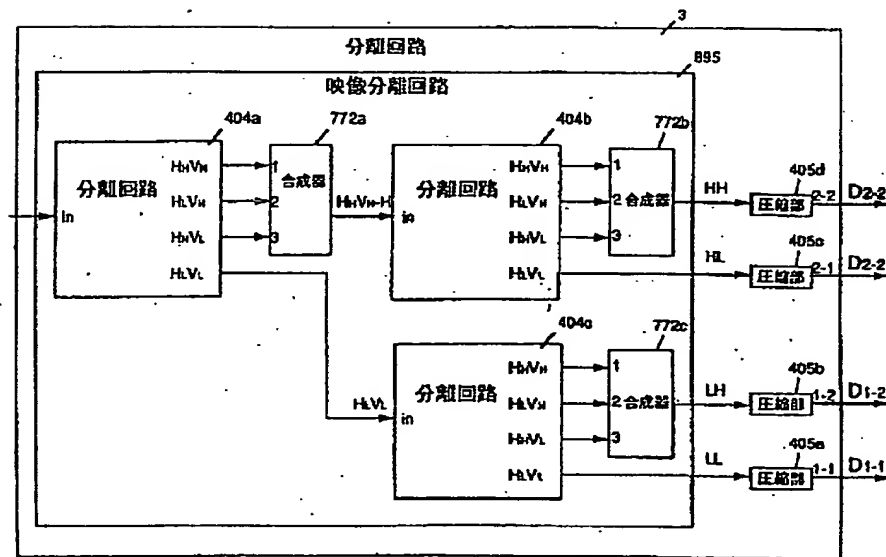 3
分離回路
895
映像分離回路
404a
分離回路
in
HHVH
HLVH
HHVL
HLVL
772a
1
2
3
合成器
HHVH-H
404b
分離回路
in
HHVH
HLVH
HHVL
HLVL
772b
1
2
3
合成器
HH
405d
圧縮部
2-2
D2-2
HL
405c
圧縮部
2-1
D2-2
HLVL
404c
分離回路
in
HHVH
HLVH
HHVL
HLVL
772c
1
2
3
合成器
LH
405b
圧縮部
1-2
D1-2
LL
405a
圧縮部
1-1
D1-1